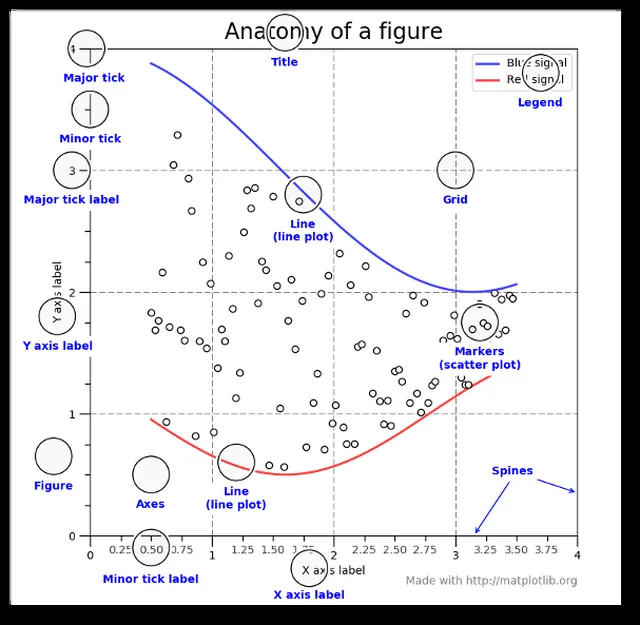 Anatomy of a figure
Title
Blue signal
Red signal
Legend
4
Major tick
Minor tick
3
Major tick label
Grid
Line
(line plot)
2
Y axis label
Y axis label
Markers
(scatter plot)
1
Line
(line plot)
Figure
Axes
Spines
0
0 0.25 0.50 0.75 1 1.25 1.50 1.75 2 2.25 2.50 2.75 3 3.25 3.50 3.75 4
Minor tick label
X axis label
X axis label
Made with http://matplotlib.org